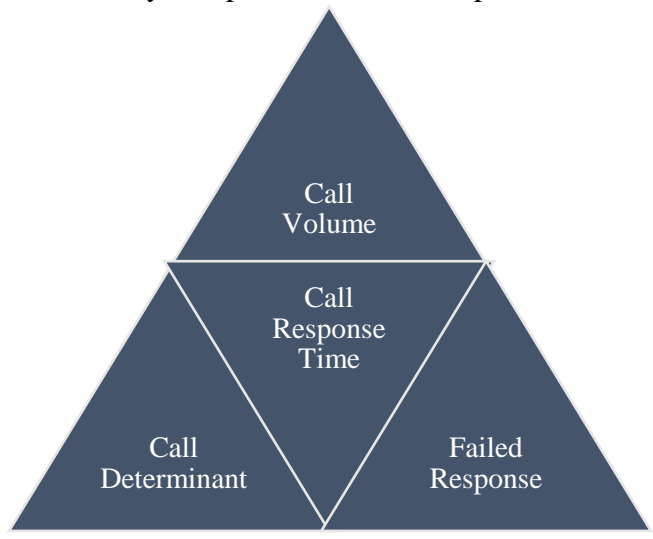 Call
Volume
Call
Response
Time
Call
Determinant
Failed
Response